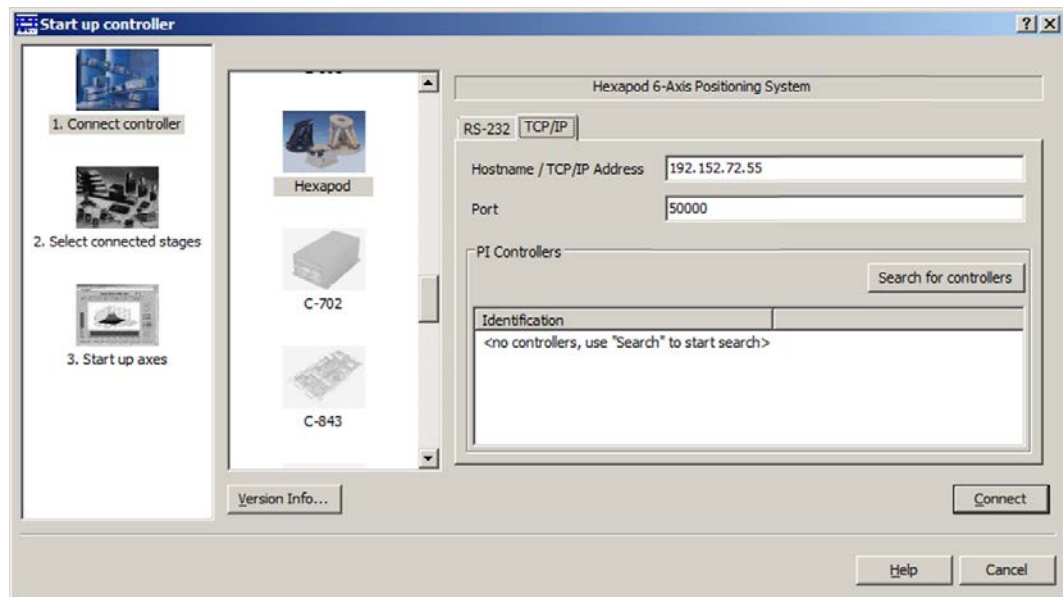 Start up controller
1. Connect controller
2. Select connected stages
3. Start up axes
Hexapod
C-702
C-843
Version Info...
Hexapod 6-Axis Positioning System
RS-232 TCP/IP
Hostname / TCP/IP Address 192.152.72.55
Port 50000
PI Controllers
Search for controllers
Identification
<no controllers, use "Search" to start search>
Connect
Help Cancel